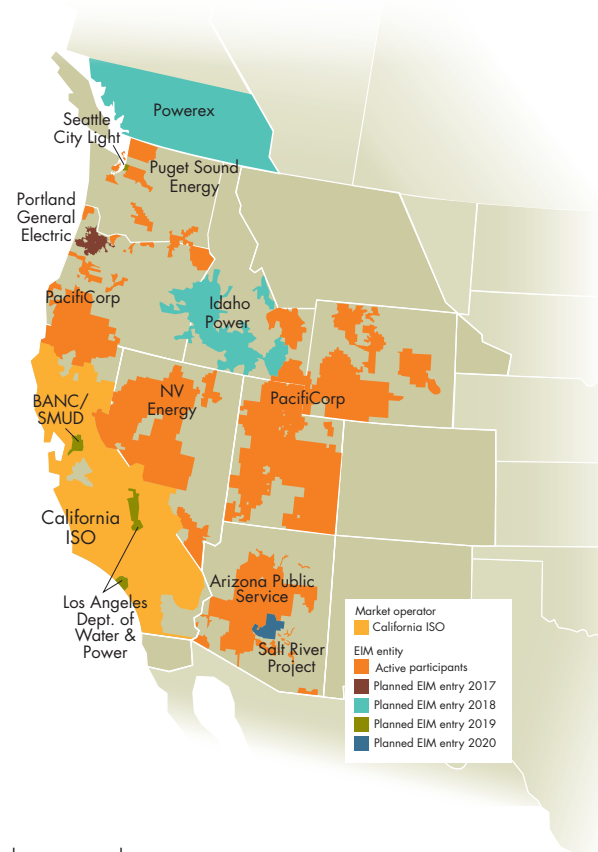 Powerex
Seattle
City Light
Puget Sound
Energy
Portland
General
Electric
PacifiCorp
Idaho
Power
NV
Energy
PacifiCorp
BANC/
SMUD
California
ISO
Arizona Public
Service
Los Angeles
Dept. of
Water &
Power
Salt River
Project
Market operator
California ISO
EIM entity
Active participants
Planned EIM entry 2017
Planned EIM entry 2018
Planned EIM entry 2019
Planned EIM entry 2020